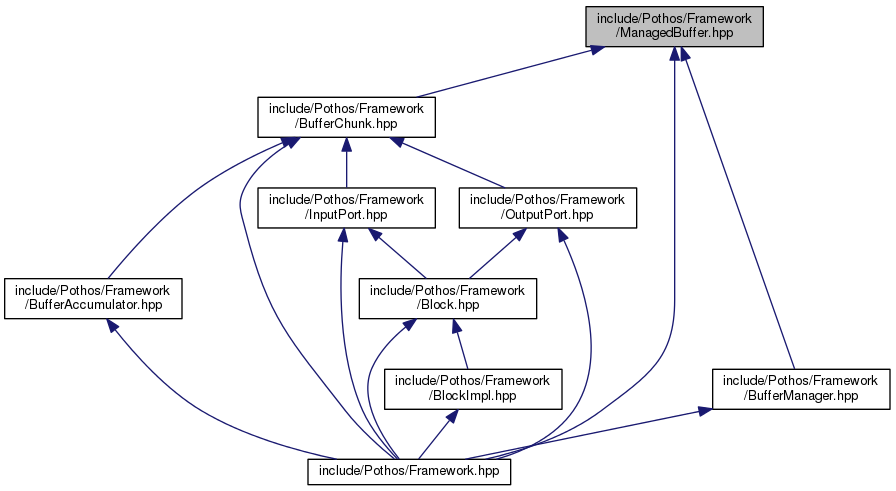 include/Pothos/Framework
/ManagedBuffer.hpp
include/Pothos/Framework
/BufferChunk.hpp
include/Pothos/Framework
/InputPort.hpp
include/Pothos/Framework
/OutputPort.hpp
include/Pothos/Framework
/BufferAccumulator.hpp
include/Pothos/Framework
/Block.hpp
include/Pothos/Framework
/BlockImpl.hpp
include/Pothos/Framework
/BufferManager.hpp
include/Pothos/Framework.hpp